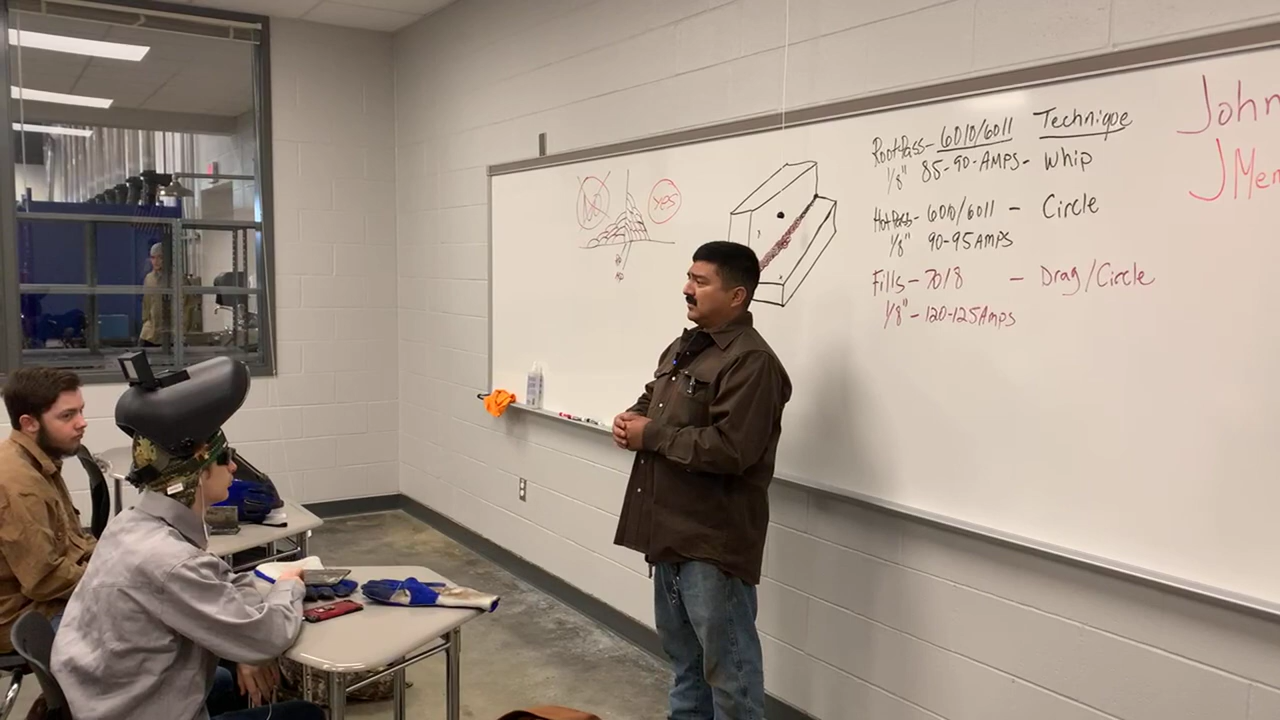 NO
yes
Root Pass- 6010/6011 Technique
1/8" 85-90-AMPS- Whip
Hot Pass- 6010/6011 - Circle
1/8" 90-95AMPS
Fills- 7018 - Drag/Circle
1/8"- 120-125Amps
John
JMen